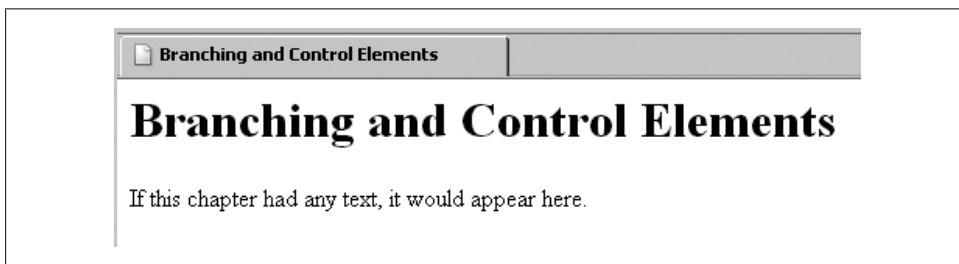 Branching and Control Elements
Branching and Control Elements
If this chapter had any text, it would appear here.